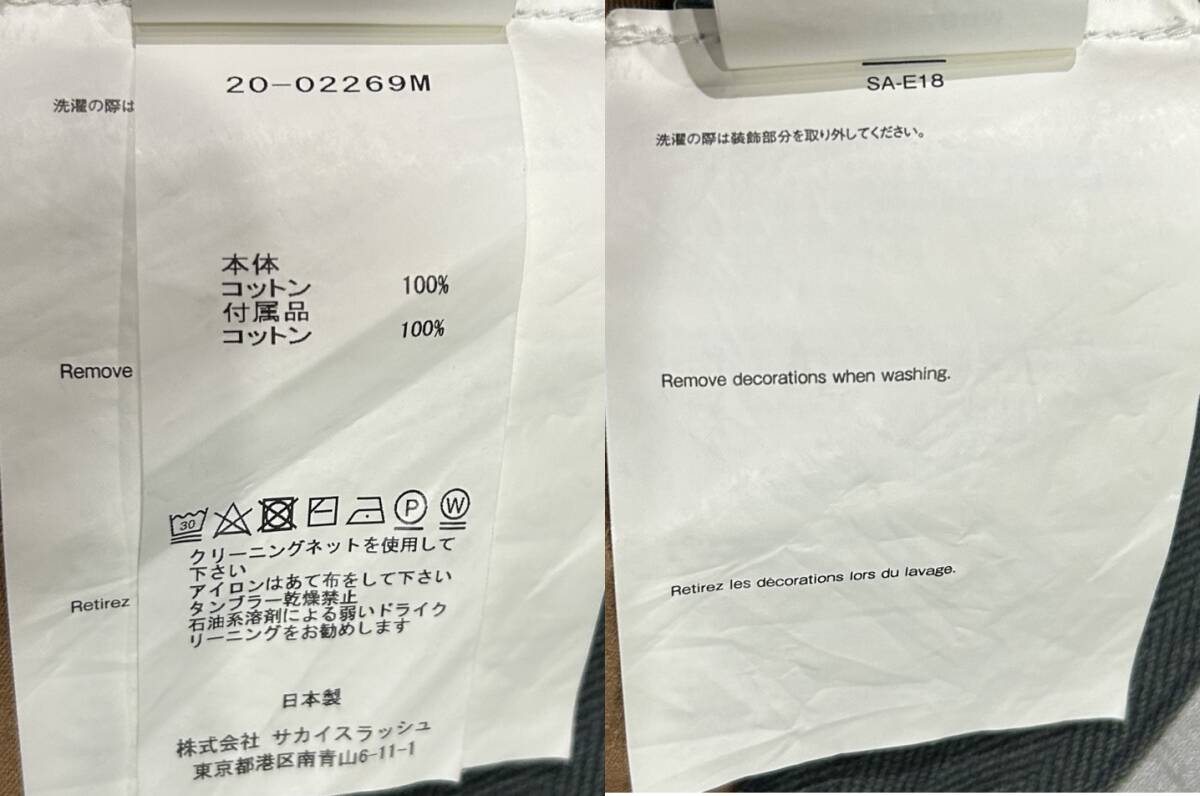 20-02269M
洗濯の際は
本体
コットン 100%
付属品
コットン 100%
Remove
30
P
W
クリーニングネットを使用して
下さい
アイロンはあて布をして下さい
タンブラー乾燥禁止
石油系溶剤による弱いドライク
リーニングをお勧めします
Retirez
日本製
株式会社 サカイスラッシュ
東京都港区南青山6-11-1
SA-E18
洗濯の際は装飾部分を取り外してください。
Remove decorations when washing.
Retirez les décorations lors du lavage.